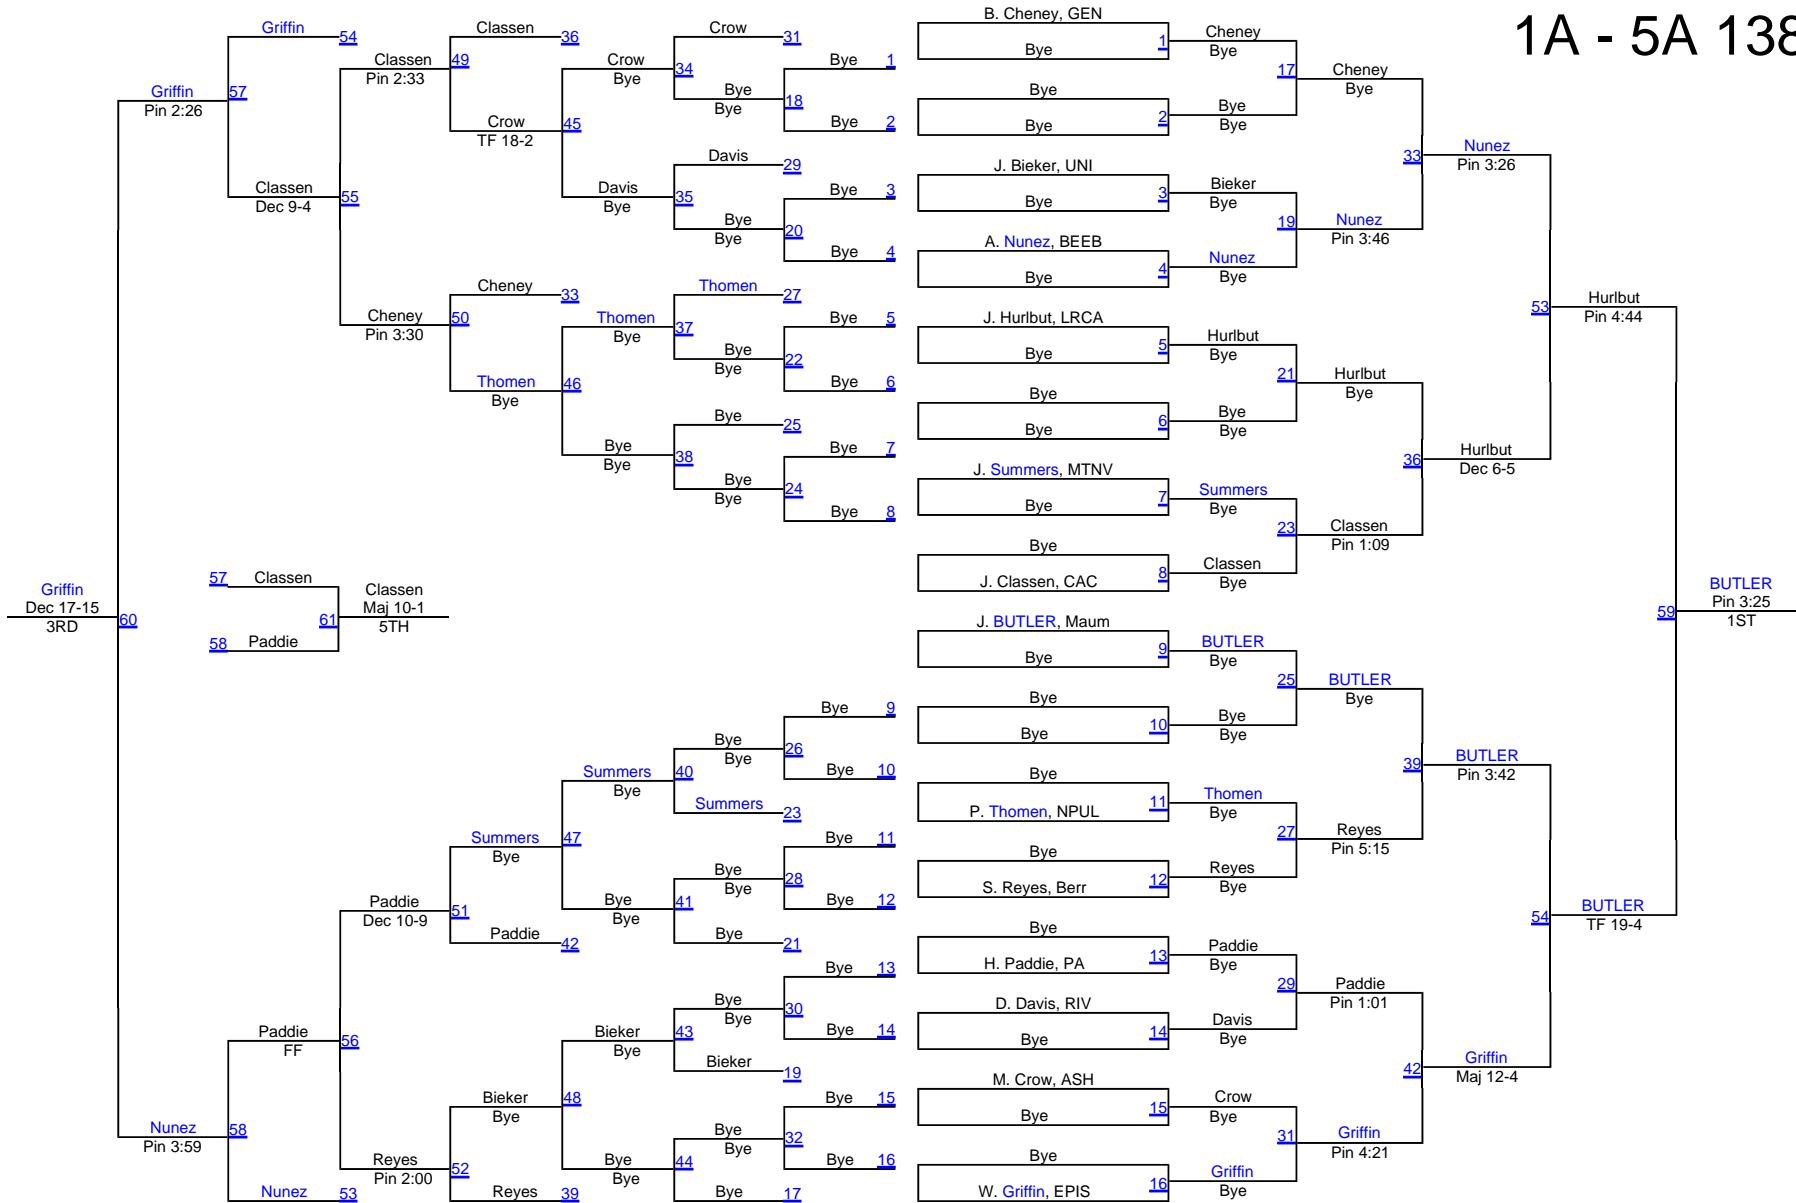 1A - 5A 138
B. Cheney, GEN
Bye
1
Cheney
Bye
17
Cheney
Bye
Bye
Bye
2
Bye
Bye
33
Nunez
Pin 3:26
J. Bieker, UNI
Bye
3
Bieker
Bye
19
Nunez
Pin 3:46
A. Nunez, BEEB
Bye
4
Nunez
Bye
53
Hurlbut
Pin 4:44
J. Hurlbut, LRCA
Bye
5
Hurlbut
Bye
21
Hurlbut
Bye
Bye
Bye
6
Bye
Bye
36
Hurlbut
Dec 6-5
J. Summers, MTNV
Bye
7
Summers
Bye
23
Classen
Pin 1:09
Bye
J. Classen, CAC
8
Classen
Bye
59
BUTLER
Pin 3:25
1ST
J. BUTLER, Maum
Bye
9
BUTLER
Bye
25
BUTLER
Bye
Bye
Bye
10
Bye
Bye
39
BUTLER
Pin 3:42
Bye
P. Thomen, NPUL
11
Thomen
Bye
27
Reyes
Pin 5:15
Bye
S. Reyes, Berr
12
Reyes
Bye
54
BUTLER
TF 19-4
Bye
H. Paddie, PA
13
Paddie
Bye
29
Paddie
Pin 1:01
D. Davis, RIV
Bye
14
Davis
Bye
42
Griffin
Maj 12-4
M. Crow, ASH
Bye
15
Crow
Bye
31
Griffin
Pin 4:21
Bye
W. Griffin, EPIS
16
Griffin
Bye
Griffin
54
Classen
36
Crow
31
Bye 1
Classen
Pin 2:33
49
Crow
Bye
34
Bye
Bye
18
Bye 2
Griffin
Pin 2:26
57
Crow
TF 18-2
45
Davis
29
Bye 3
Classen
Dec 9-4
55
Davis
Bye
35
Bye
Bye
20
Bye 4
Cheney
33
Thomen
27
Bye 5
Cheney
Pin 3:30
50
Thomen
Bye
37
Bye
Bye
22
Bye 6
Thomen
Bye
46
Bye
25
Bye 7
Bye
Bye
38
Bye
Bye
24
Bye 8
Griffin
Dec 17-15
3RD
60
57
Classen
58
Paddie
61
Classen
Maj 10-1
5TH
Bye 9
Bye
Bye
26
Bye 10
Summers
Bye
40
Summers
23
Summers
Bye
47
Bye 11
Bye
Bye
28
Bye 12
Bye
Bye
41
Bye
21
Paddie
Dec 10-9
51
Paddie
42
Bye 13
Bye
Bye
30
Bye 14
Paddie
FF
56
Bieker
Bye
43
Bieker
19
Bieker
Bye
48
Bye 15
Bye
Bye
32
Bye 16
Nunez
Pin 3:59
58
Reyes
Pin 2:00
52
Bye
Bye
44
Bye
17
Nunez
53
Reyes
39